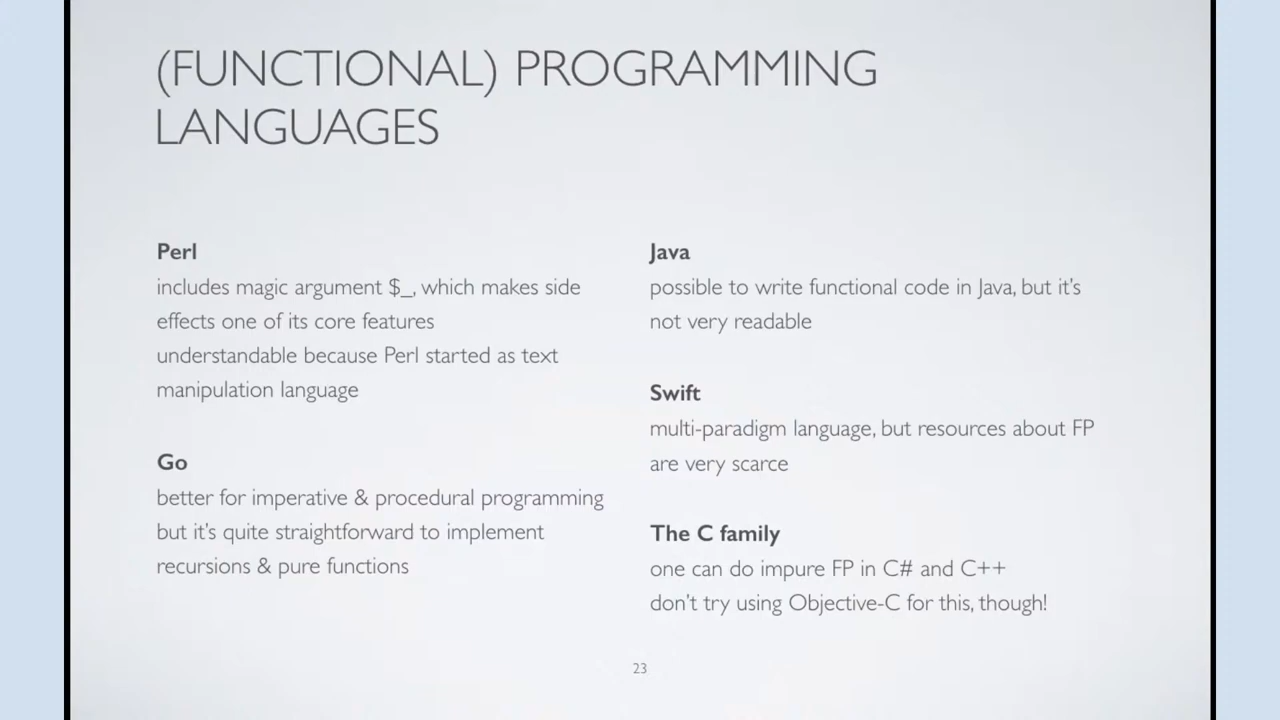 (FUNCTIONAL) PROGRAMMING
LANGUAGES
Perl
includes magic argument $_, which makes side
effects one of its core features
understandable because Perl started as text
manipulation language
Go
better for imperative & procedural programming
but it's quite straightforward to implement
recursions & pure functions
Java
possible to write functional code in Java, but it's
not very readable
Swift
multi-paradigm language, but resources about FP
are very scarce
The C family
one can do impure FP in C# and C++
don't try using Objective-C for this, though!
23